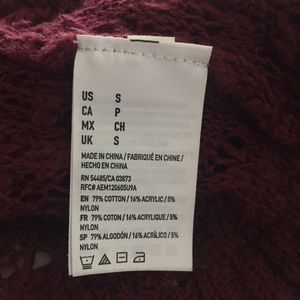 US S
CA P
MX CH
UK S
MADE IN CHINA / FABRIQUÉ EN CHINE /
HECHO EN CHINA
RN 54485/CA 03873
RFC# AEM120605U9A
EN 79% COTTON / 16% ACRYLIC / 5%
NYLON
FR 79% COTON / 16% ACRYLIQUE / 5%
NYLON
SP 79% ALGODÓN / 16% ACRÍLICO / 5%
NYLON